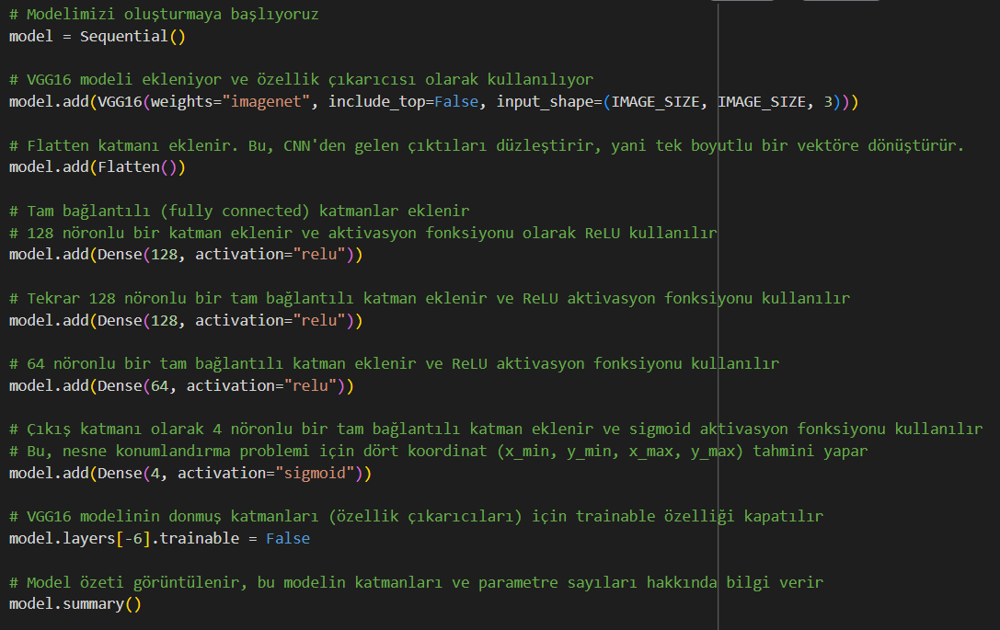 # Modelimizi oluşturmaya başlıyoruz
model = Sequential()
# VGG16 modeli ekleniyor ve özellik çıkarıcısı olarak kullanılıyor
model.add(VGG16(weights="imagenet", include_top=False, input_shape=(IMAGE_SIZE, IMAGE_SIZE, 3)))
# Flatten katmanı eklenir. Bu, CNN'den gelen çıktıları düzleştirir, yani tek boyutlu bir vektöre dönüştürür.
model.add(Flatten())
# Tam bağlantılı (fully connected) katmanlar eklenir
# 128 nöronlu bir katman eklenir ve aktivasyon fonksiyonu olarak ReLU kullanılır
model.add(Dense(128, activation="relu"))
# Tekrar 128 nöronlu bir tam bağlantılı katman eklenir ve ReLU aktivasyon fonksiyonu kullanılır
model.add(Dense(128, activation="relu"))
# 64 nöronlu bir tam bağlantılı katman eklenir ve ReLU aktivasyon fonksiyonu kullanılır
model.add(Dense(64, activation="relu"))
# Çıkış katmanı olarak 4 nöronlu bir tam bağlantılı katman eklenir ve sigmoid aktivasyon fonksiyonu kullanılır
# Bu, nesne konumlandırma problemi için dört koordinat (x_min, y_min, x_max, y_max) tahmini yapar
model.add(Dense(4, activation="sigmoid"))
# VGG16 modelinin donmuş katmanları (özellik çıkarıcıları) için trainable özelliği kapatılır
model.layers[-6].trainable = False
# Model özeti görüntülenir, bu modelin katmanları ve parametre sayıları hakkında bilgi verir
model.summary()